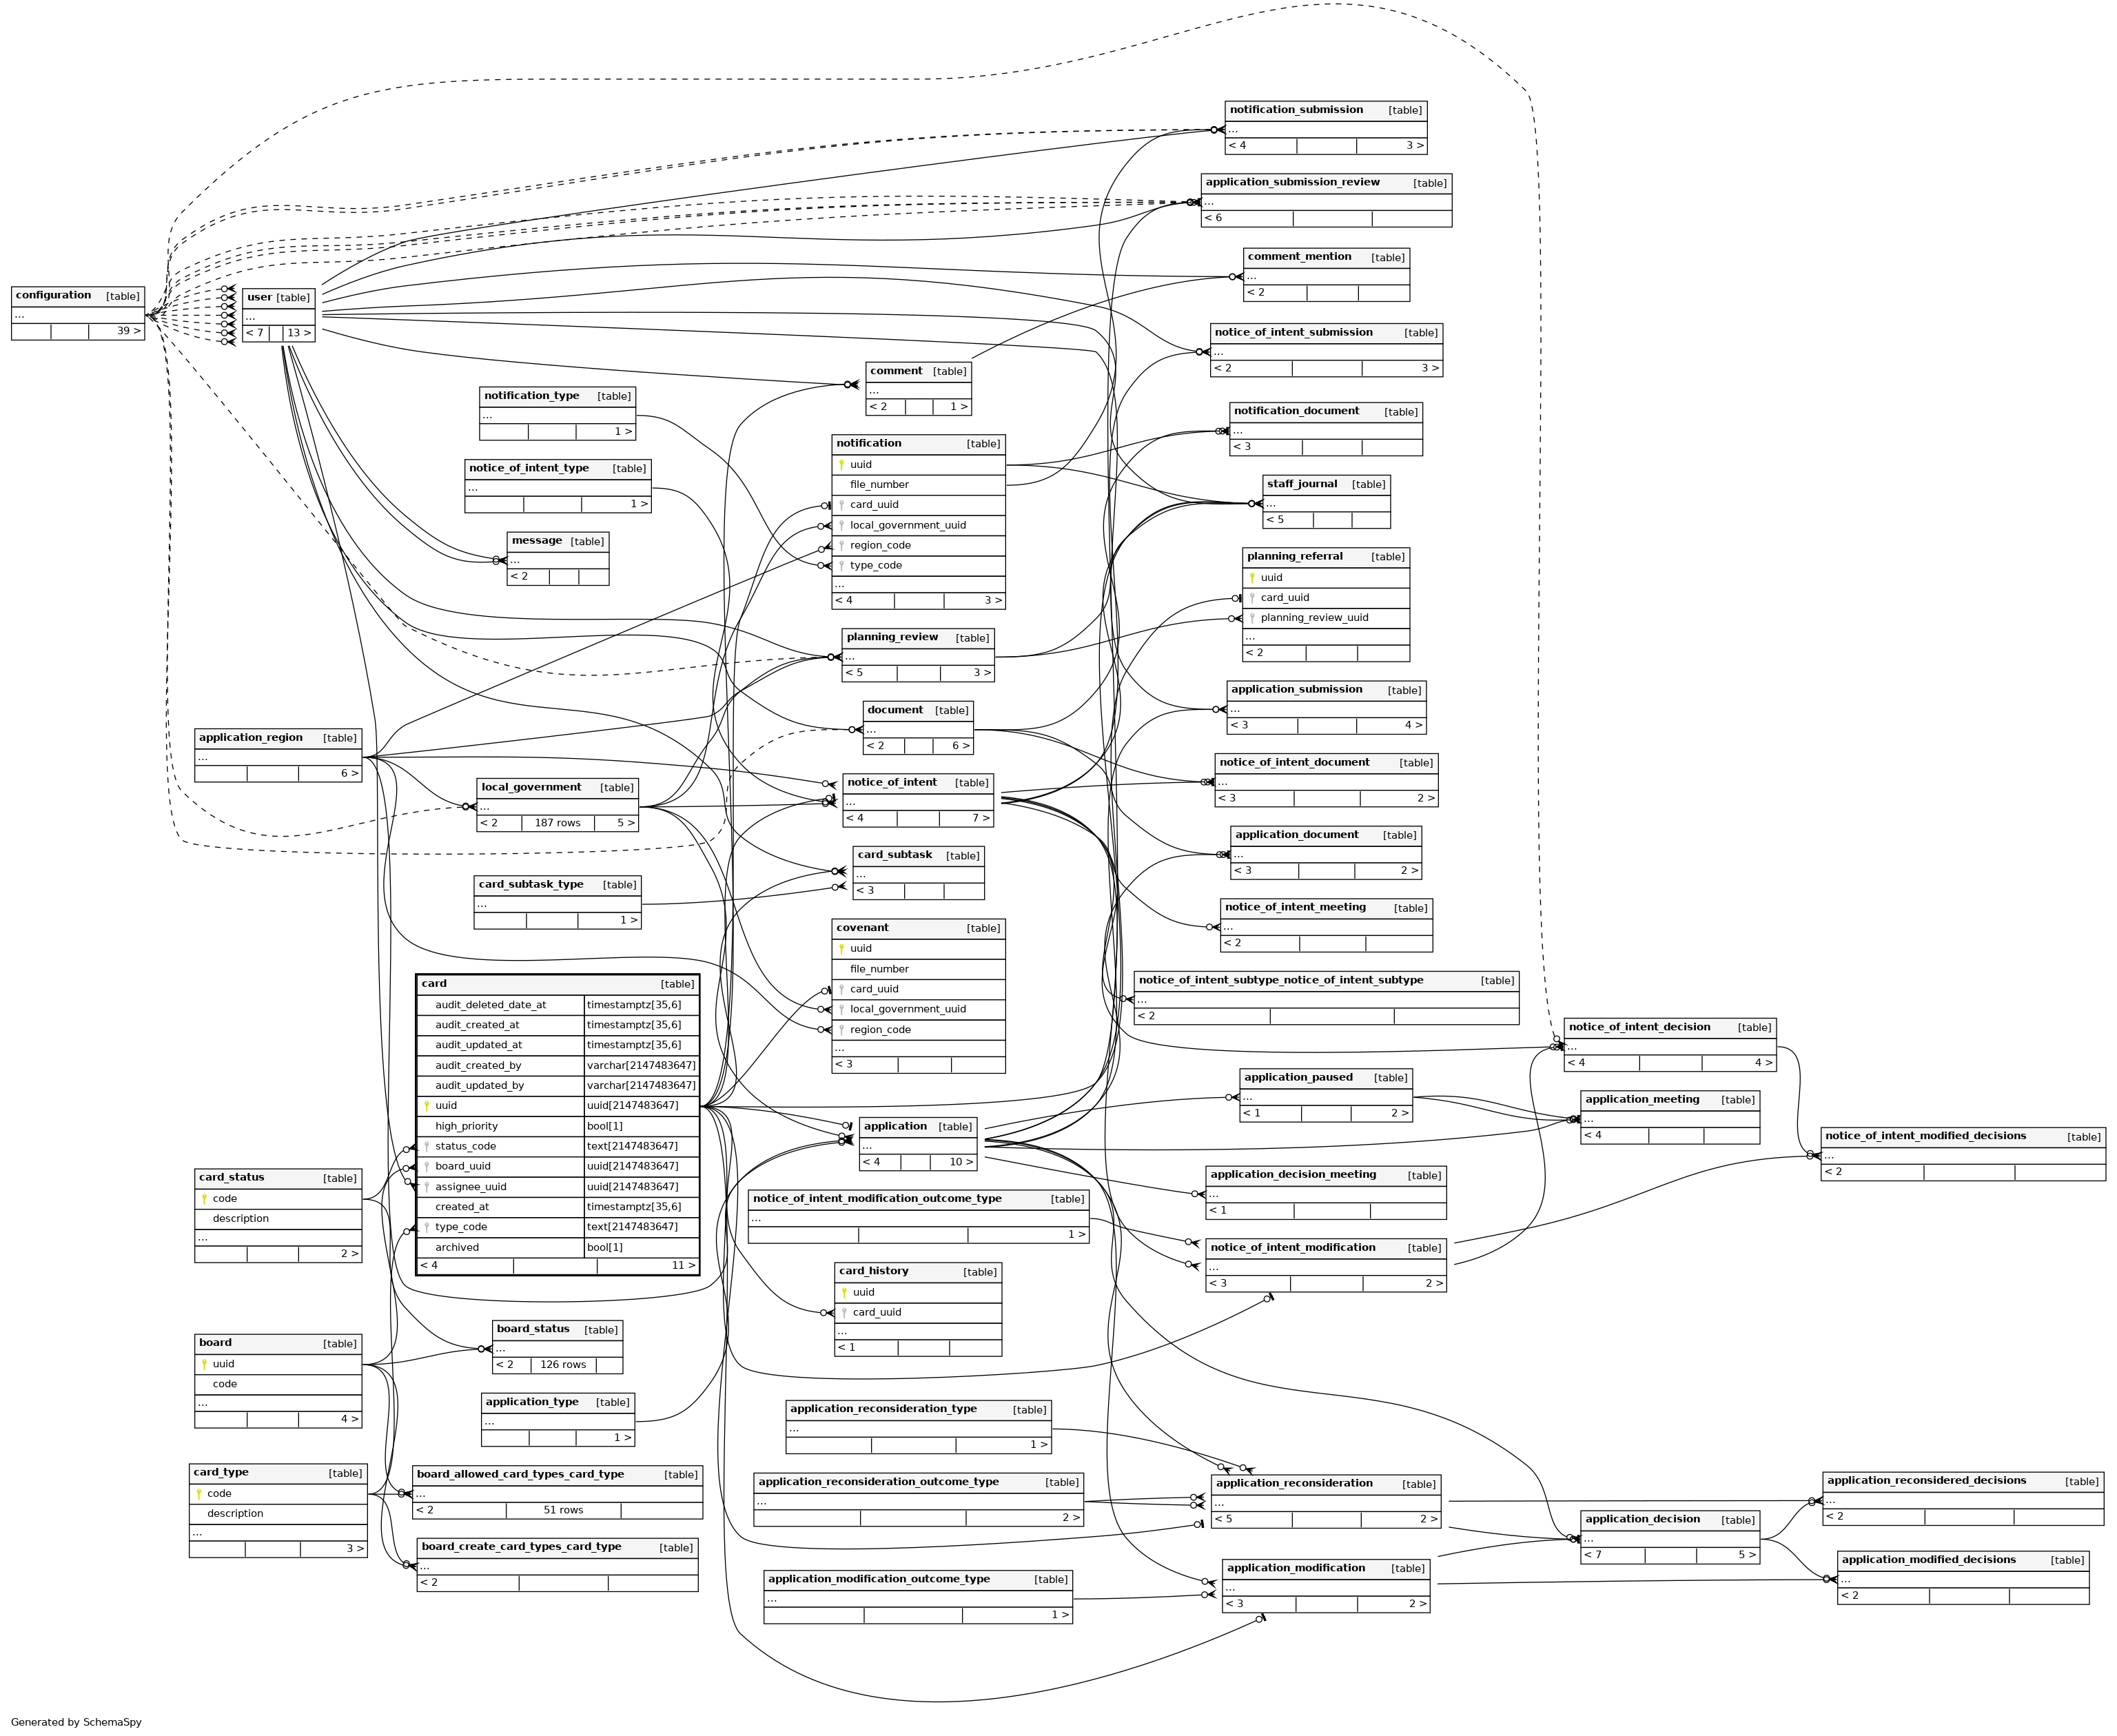 notification_submission [table]
...
< 4 3 >
application_submission_review [table]
...
< 6
comment_mention [table]
...
< 2
configuration [table]
...
39 >
user [table]
...
< 7 13 >
notice_of_intent_submission [table]
...
< 2 3 >
comment [table]
...
< 2 1 >
notification_type [table]
...
1 >
notification_document [table]
...
< 3
notification [table]
uuid
file_number
card_uuid
local_government_uuid
region_code
type_code
...
< 4 3 >
notice_of_intent_type [table]
...
1 >
staff_journal [table]
...
< 5
message [table]
...
< 2
planning_referral [table]
uuid
card_uuid
planning_review_uuid
...
< 2
planning_review [table]
...
< 5 3 >
application_submission [table]
...
< 3 4 >
document [table]
...
< 2 6 >
application_region [table]
...
6 >
notice_of_intent_document [table]
...
< 3 2 >
local_government [table]
...
< 2 187 rows 5 >
notice_of_intent [table]
...
< 4 7 >
application_document [table]
...
< 3 2 >
card_subtask [table]
...
< 3
card_subtask_type [table]
...
1 >
notice_of_intent_meeting [table]
...
< 2
covenant [table]
uuid
file_number
card_uuid
local_government_uuid
region_code
...
< 3
notice_of_intent_subtype_notice_of_intent_subtype [table]
...
< 2
card [table]
audit_deleted_date_at timestamptz[35,6]
audit_created_at timestamptz[35,6]
audit_updated_at timestamptz[35,6]
audit_created_by varchar[2147483647]
audit_updated_by varchar[2147483647]
uuid uuid[2147483647]
high_priority bool[1]
status_code text[2147483647]
board_uuid uuid[2147483647]
assignee_uuid uuid[2147483647]
created_at timestamptz[35,6]
type_code text[2147483647]
archived bool[1]
< 4 11 >
notice_of_intent_decision [table]
...
< 4 4 >
application_paused [table]
...
< 1 2 >
application_meeting [table]
...
< 4
application [table]
...
< 4 10 >
notice_of_intent_modified_decisions [table]
...
< 2
card_status [table]
code
description
...
2 >
application_decision_meeting [table]
...
< 1
notice_of_intent_modification_outcome_type [table]
...
1 >
notice_of_intent_modification [table]
...
< 3 2 >
card_history [table]
uuid
card_uuid
...
< 1
board_status [table]
...
< 2 126 rows
board [table]
uuid
code
...
4 >
application_type [table]
...
1 >
application_reconsideration_type [table]
...
1 >
card_type [table]
code
description
...
3 >
board_allowed_card_types_card_type [table]
...
< 2 51 rows
application_reconsideration_outcome_type [table]
...
2 >
application_reconsideration [table]
...
< 5 2 >
application_reconsidered_decisions [table]
...
< 2
application_decision [table]
...
< 7 5 >
board_create_card_types_card_type [table]
...
< 2
application_modification_outcome_type [table]
...
1 >
application_modification [table]
...
< 3 2 >
application_modified_decisions [table]
...
< 2
Generated by SchemaSpy